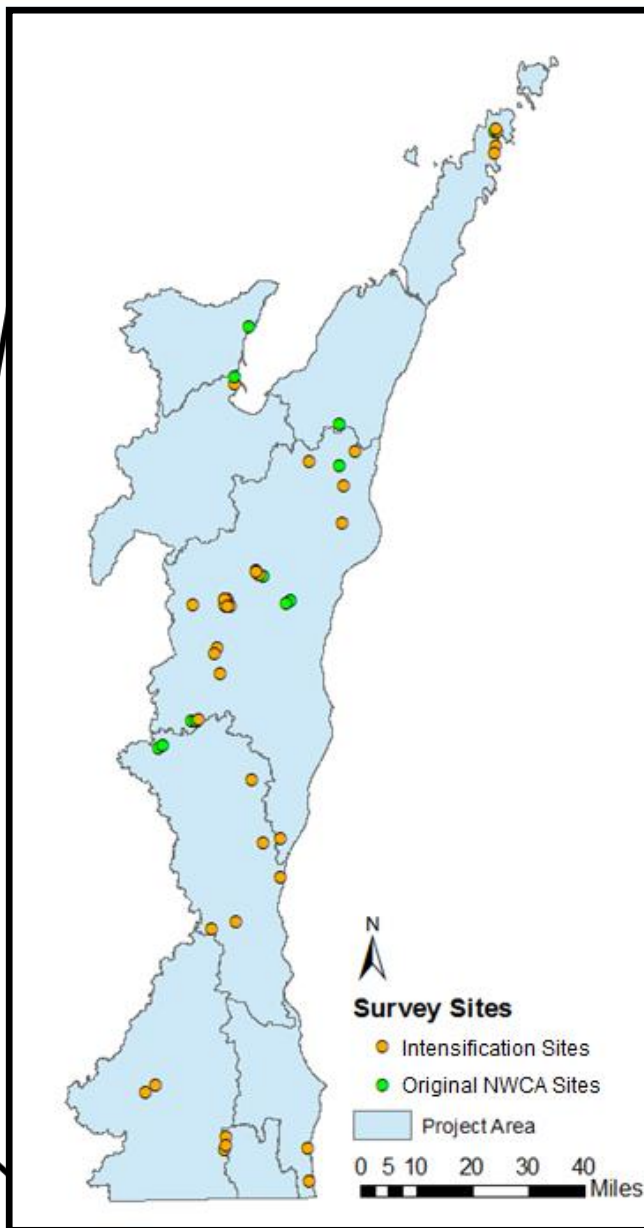 N
Survey Sites
Intensification Sites
Original NWCA Sites
Project Area
0 5 10 20 30 40
Miles